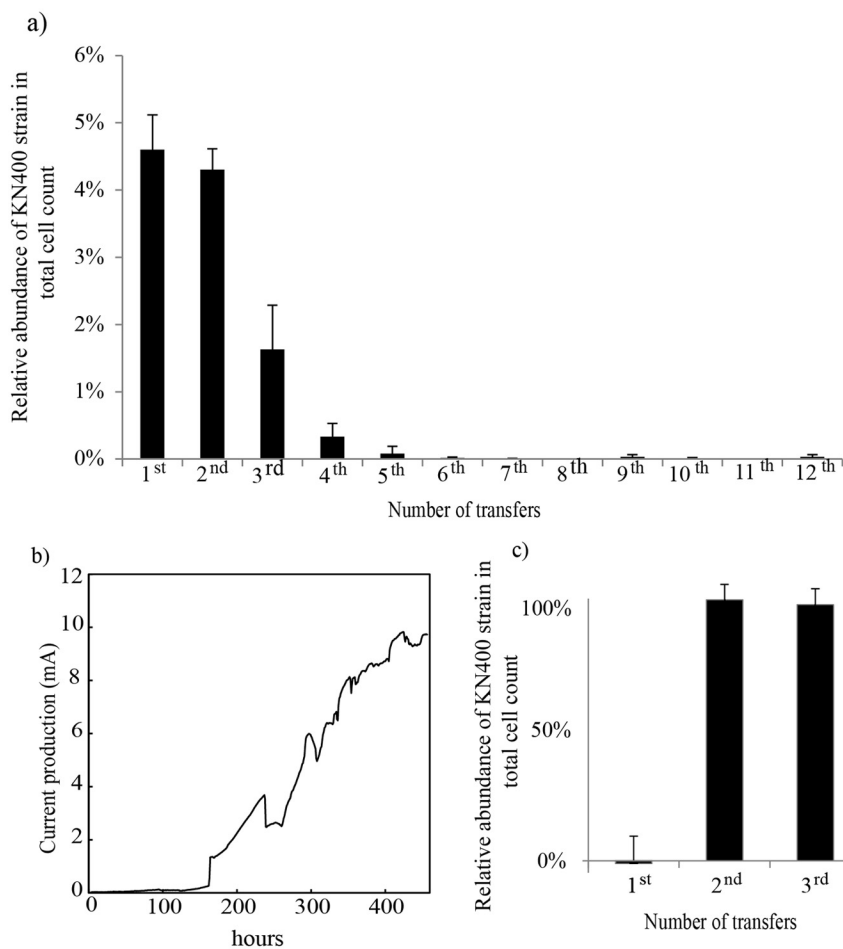 a)
Relative abundance of KN400 strain in
total cell count
6%
5%
4%
3%
2%
1%
0%
1st 2nd 3rd 4th 5th 6th 7th 8th 9th 10th 11th 12th
Number of transfers
b)
Current production (mA)
12
10
8
6
4
2
0
0 100 200 300 400
hours
c)
Relative abundance of KN400 strain in
total cell count
100%
50%
0%
1st 2nd 3rd
Number of transfers